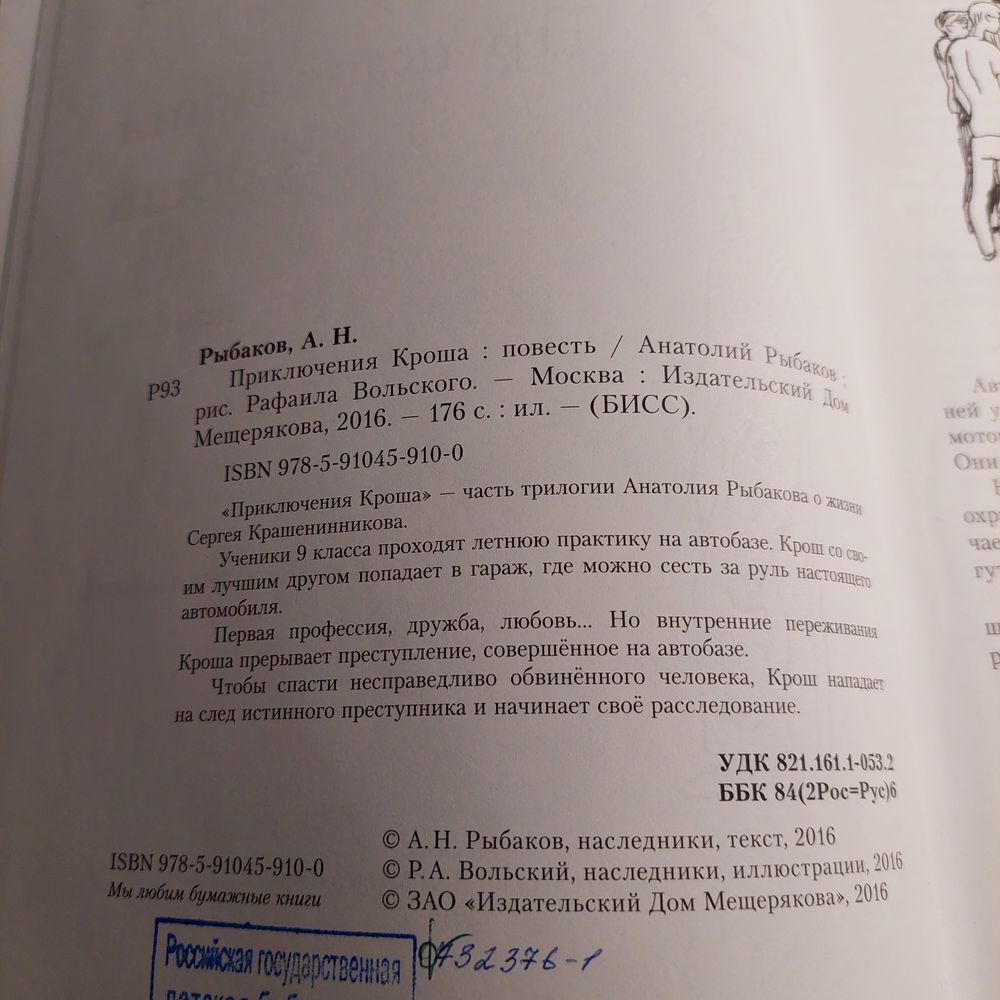 Рыбаков, А. Н.
Р93
Приключения Кроша : повесть / Анатолий Рыбаков ;
рис. Рафаила Вольского. — Москва : Издательский Дом
Мещерякова, 2016. — 176 с. : ил. — (БИСС).
ISBN 978-5-91045-910-0
«Приключения Кроша» — часть трилогии Анатолия Рыбакова о жизни
Сергея Крашенинникова.
Ученики 9 класса проходят летнюю практику на автобазе. Крош со сво-
им лучшим другом попадает в гараж, где можно сесть за руль настоящего
автомобиля.
Первая профессия, дружба, любовь... Но внутренние переживания
Кроша прерывает преступление, совершённое на автобазе.
Чтобы спасти несправедливо обвинённого человека, Крош нападает
на след истинного преступника и начинает своё расследование.
УДК 821.161.1-053.2
ББК 84(2Рос=Рус)6
© А. Н. Рыбаков, наследники, текст, 2016
© Р. А. Вольский, наследники, иллюстрации, 2016
© ЗАО «Издательский Дом Мещерякова», 2016
ISBN 978-5-91045-910-0
Мы любим бумажные книги
Российская государственная
детская
432376-1
ней
Они